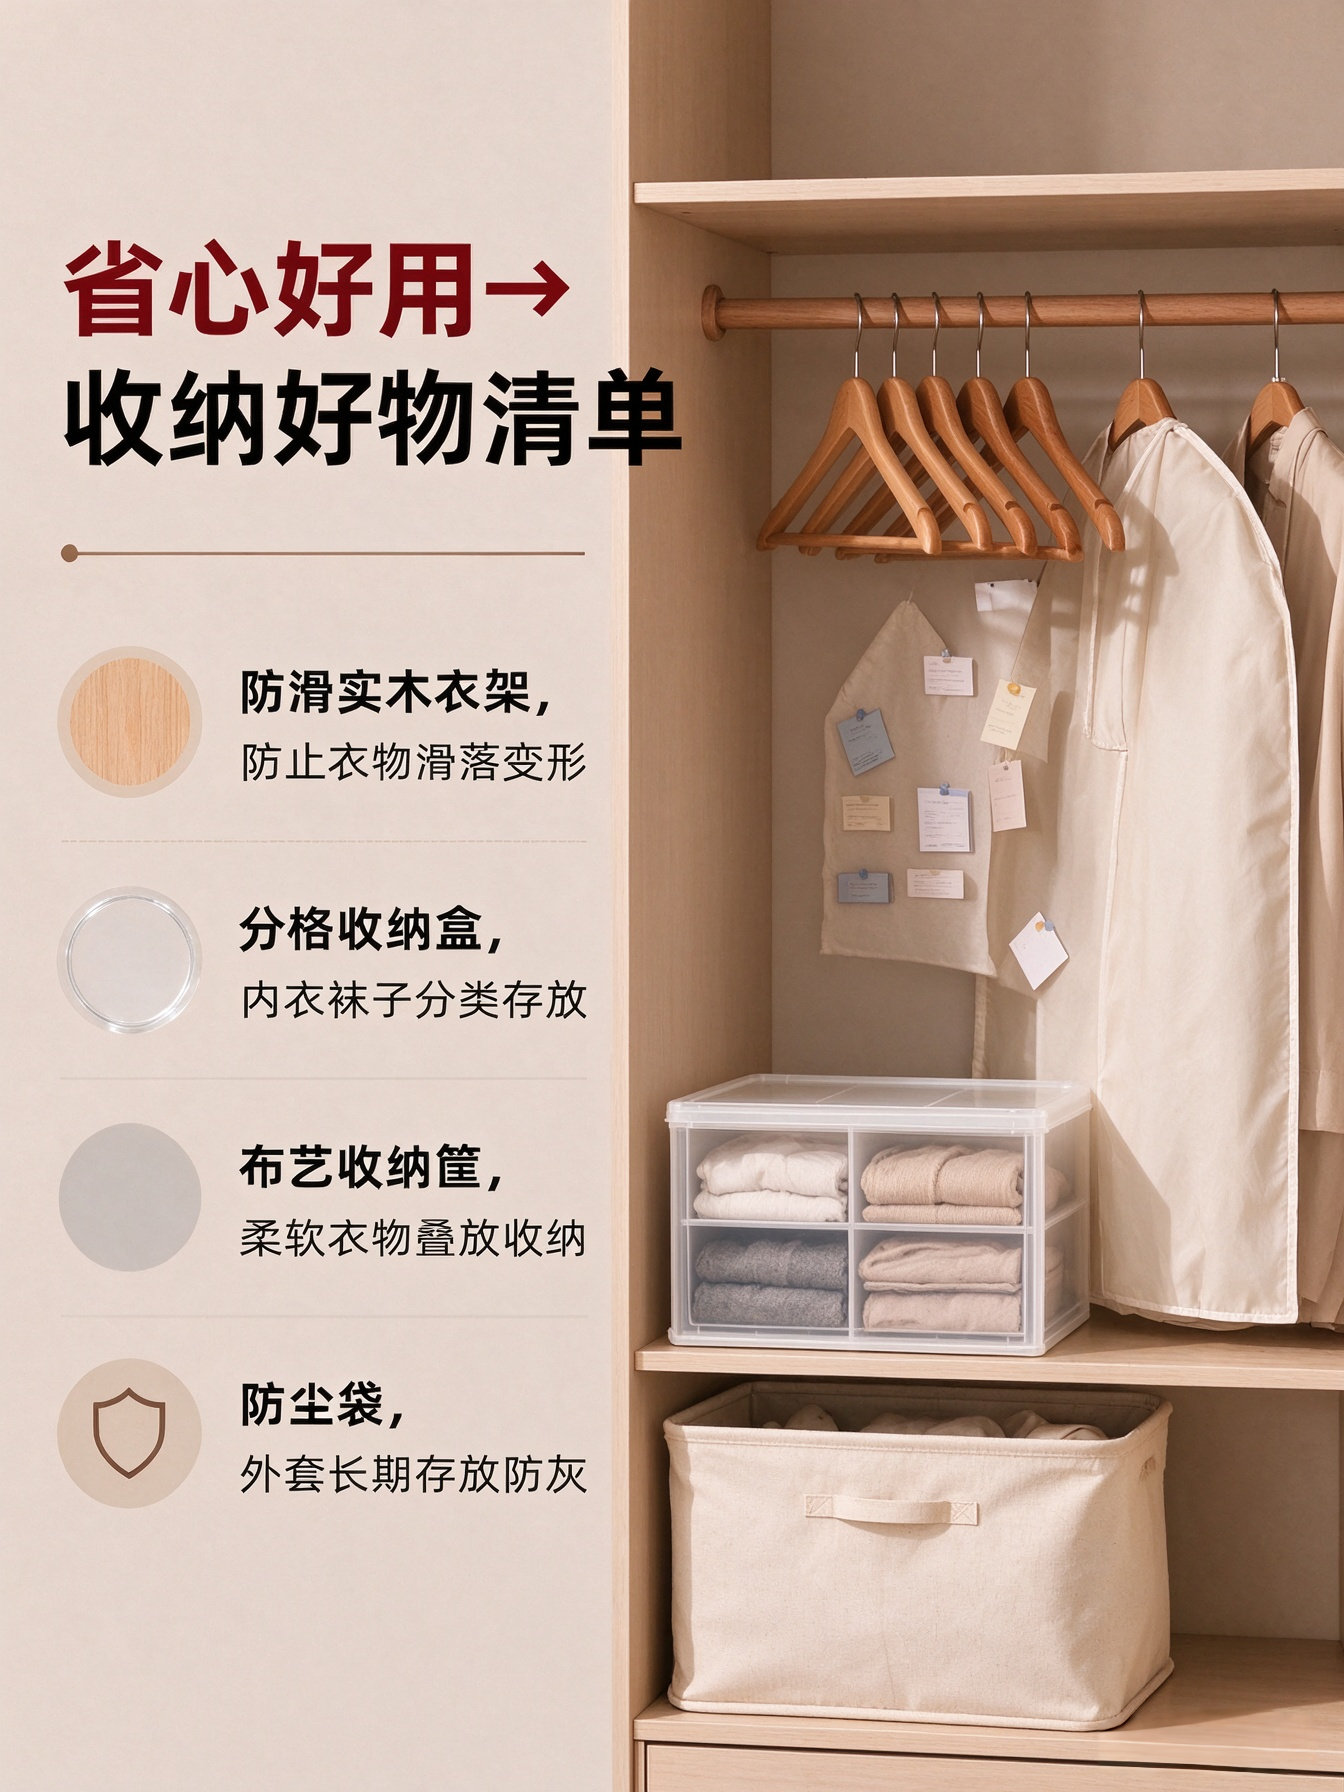 省心好用→
收纳好物清单
防滑实木衣架，
防止衣物滑落变形
分格收纳盒，
内衣袜子分类存放
布艺收纳筐，
柔软衣物叠放收纳
防尘袋，
外套长期存放防灰